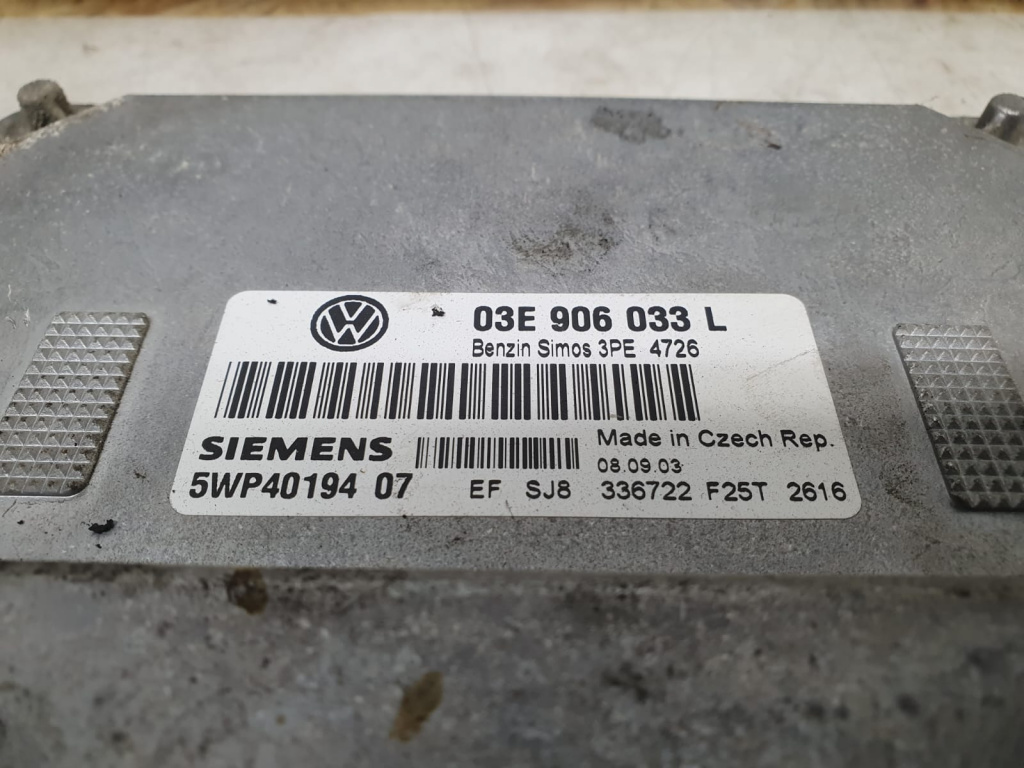 03E 906 033 L
Benzin Simos 3PE 4726
SIEMENS
Made in Czech Rep.
08.09.03
5WP40194 07
EF SJ8 336722 F25T 2616